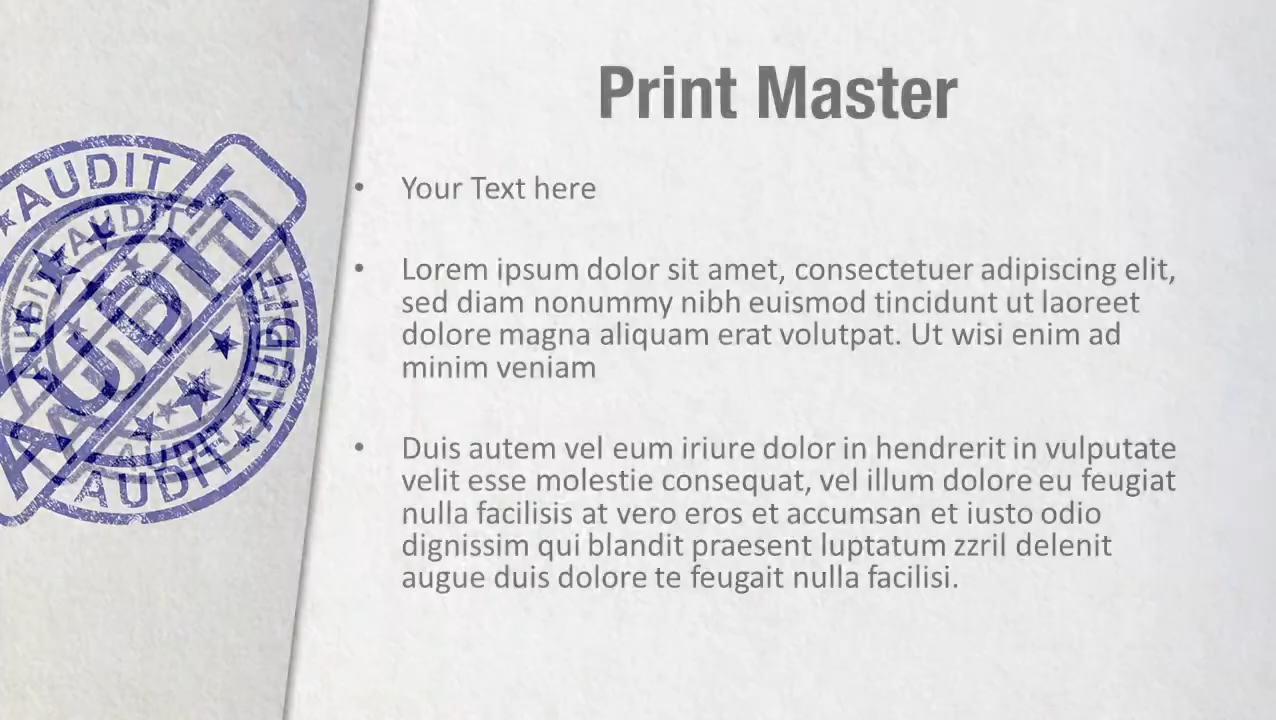 Print Master
• Your Text here
• Lorem ipsum dolor sit amet, consectetuer adipiscing elit,
sed diam nonummy nibh euismod tincidunt ut laoreet
dolore magna aliquam erat volutpat. Ut wisi enim ad
minim veniam
• Duis autem vel eum iriure dolor in hendrerit in vulputate
velit esse molestie consequat, vel illum dolore eu feugiat
nulla facilisis at vero eros et accumsan et iusto odio
dignissim qui blandit praesent luptatum zzril delenit
augue duis dolore te feugait nulla facilisi.
AUDIT
AUDIT
AUDIT
AUDIT
AUDIT
AUDIT
AUDIT